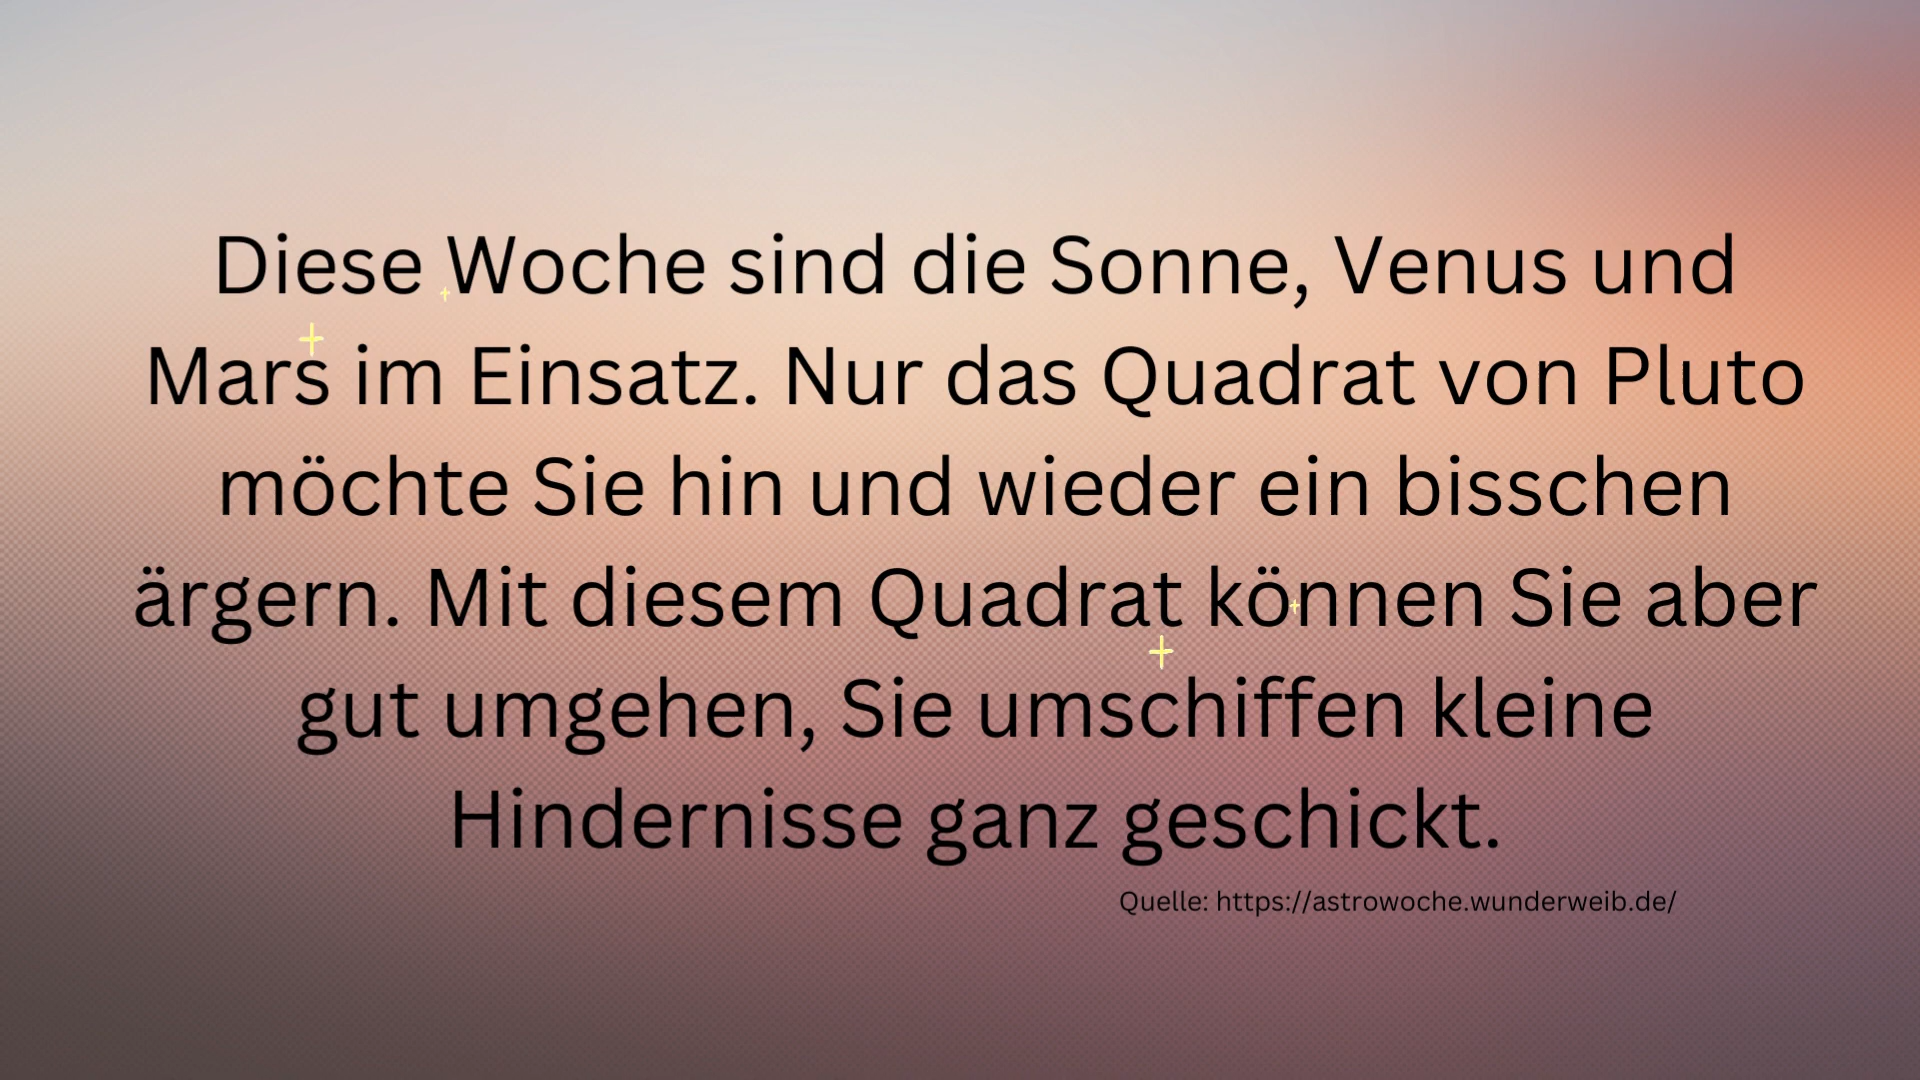 Diese Woche sind die Sonne, Venus und
Mars im Einsatz. Nur das Quadrat von Pluto
möchte Sie hin und wieder ein bisschen
ärgern. Mit diesem Quadrat können Sie aber
gut umgehen, Sie umschiffen kleine
Hindernisse ganz geschickt.
Quelle: https://astrowoche.wunderweib.de/